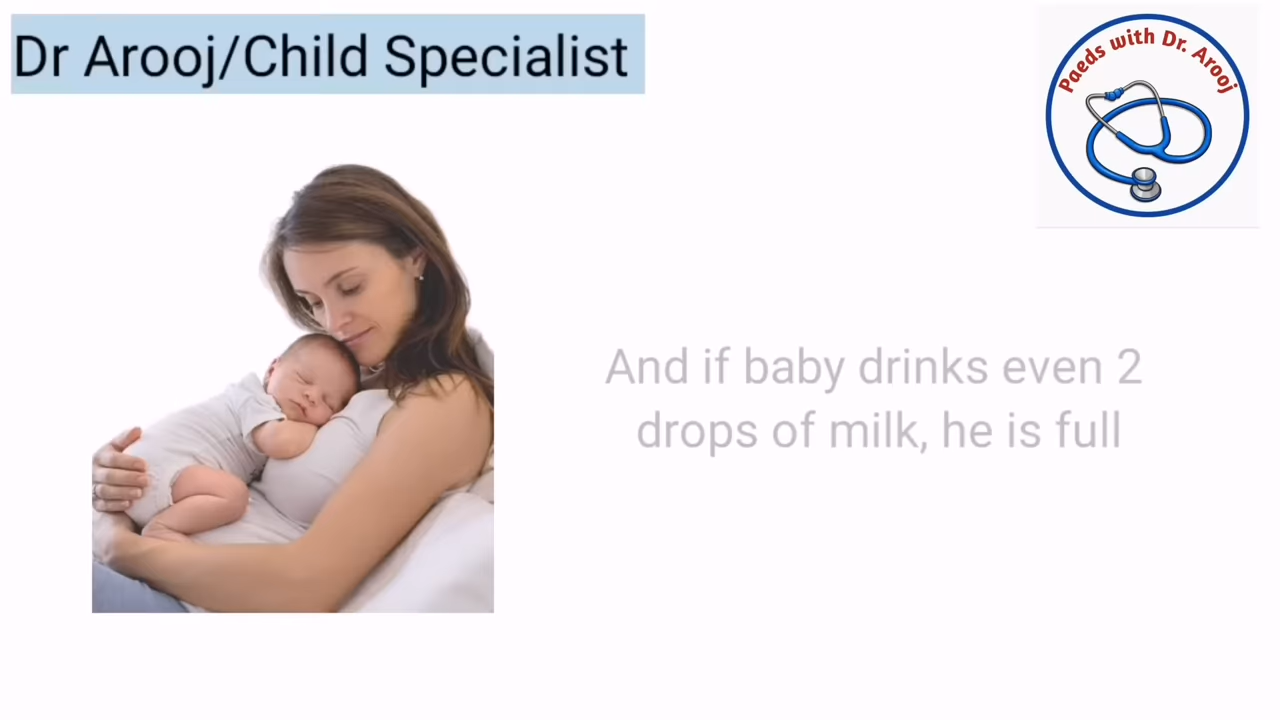 Dr Arooj/Child Specialist
Paeds with Dr. Arooj
And if baby drinks even 2
drops of milk, he is full